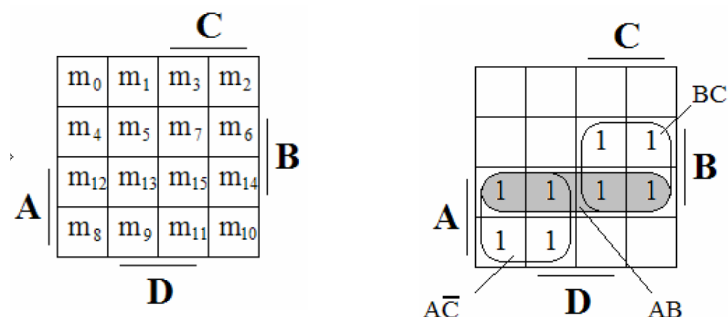 C
m₀ m₁ m₃ m₂
m₄ m₅ m₇ m₆
B
m₁₂ m₁₃ m₁₅ m₁₄
A
m₈ m₉ m₁₁ m₁₀
D
C
BC
1 1
B
1 1 1 1
A
1 1
AC̅
D
AB